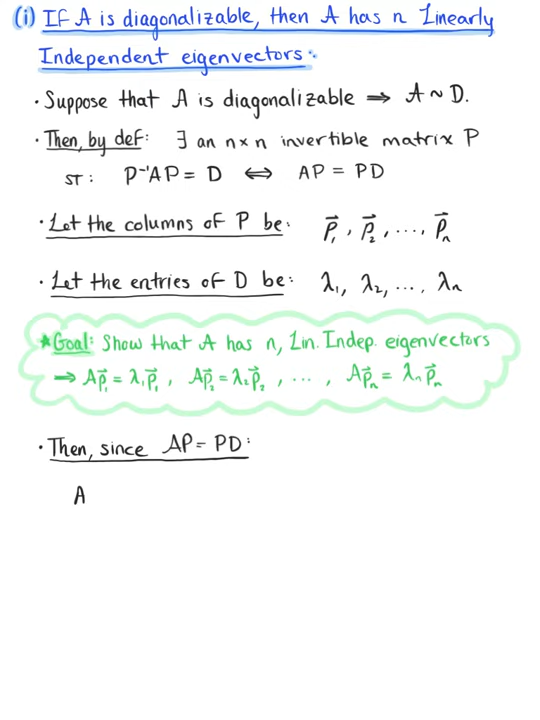 (i) If A is diagonalizable, then A has n Linearly
Independent eigenvectors.
• Suppose that A is diagonalizable ⟹ A ~ D.
• Then, by def: ∃ an n×n invertible matrix P
ST: P⁻¹AP = D ⟺ AP = PD
• Let the columns of P be: p⃗₁, p⃗₂, ..., p⃗ₙ
• Let the entries of D be: λ₁, λ₂, ..., λₙ
★Goal: Show that A has n, Lin. Indep. eigenvectors
⟹ Ap⃗₁ = λ₁p⃗₁, Ap⃗₂ = λ₂p⃗₂, ..., Ap⃗ₙ = λₙp⃗ₙ
• Then, since AP = PD:
A